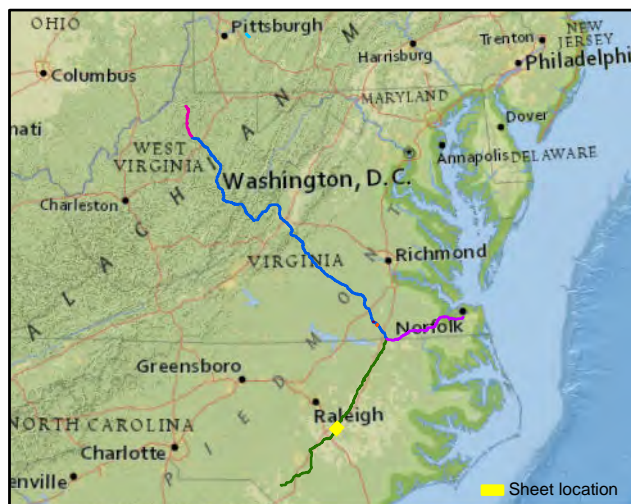 OHIO
Pittsburgh
NEW
JERSEY
Trenton
Harrisburg
Philadelphi
Columbus
MARYLAND
nati
Dover
WEST
VIRGINIA
Annapolis
DELAWARE
Washington, D.C.
Charleston
Richmond
VIRGINIA
Norfolk
Greensboro
Raleigh
NORTH CAROLINA
Charlotte
enville
A L A C H I A N M
P I E D M O N T
Sheet location